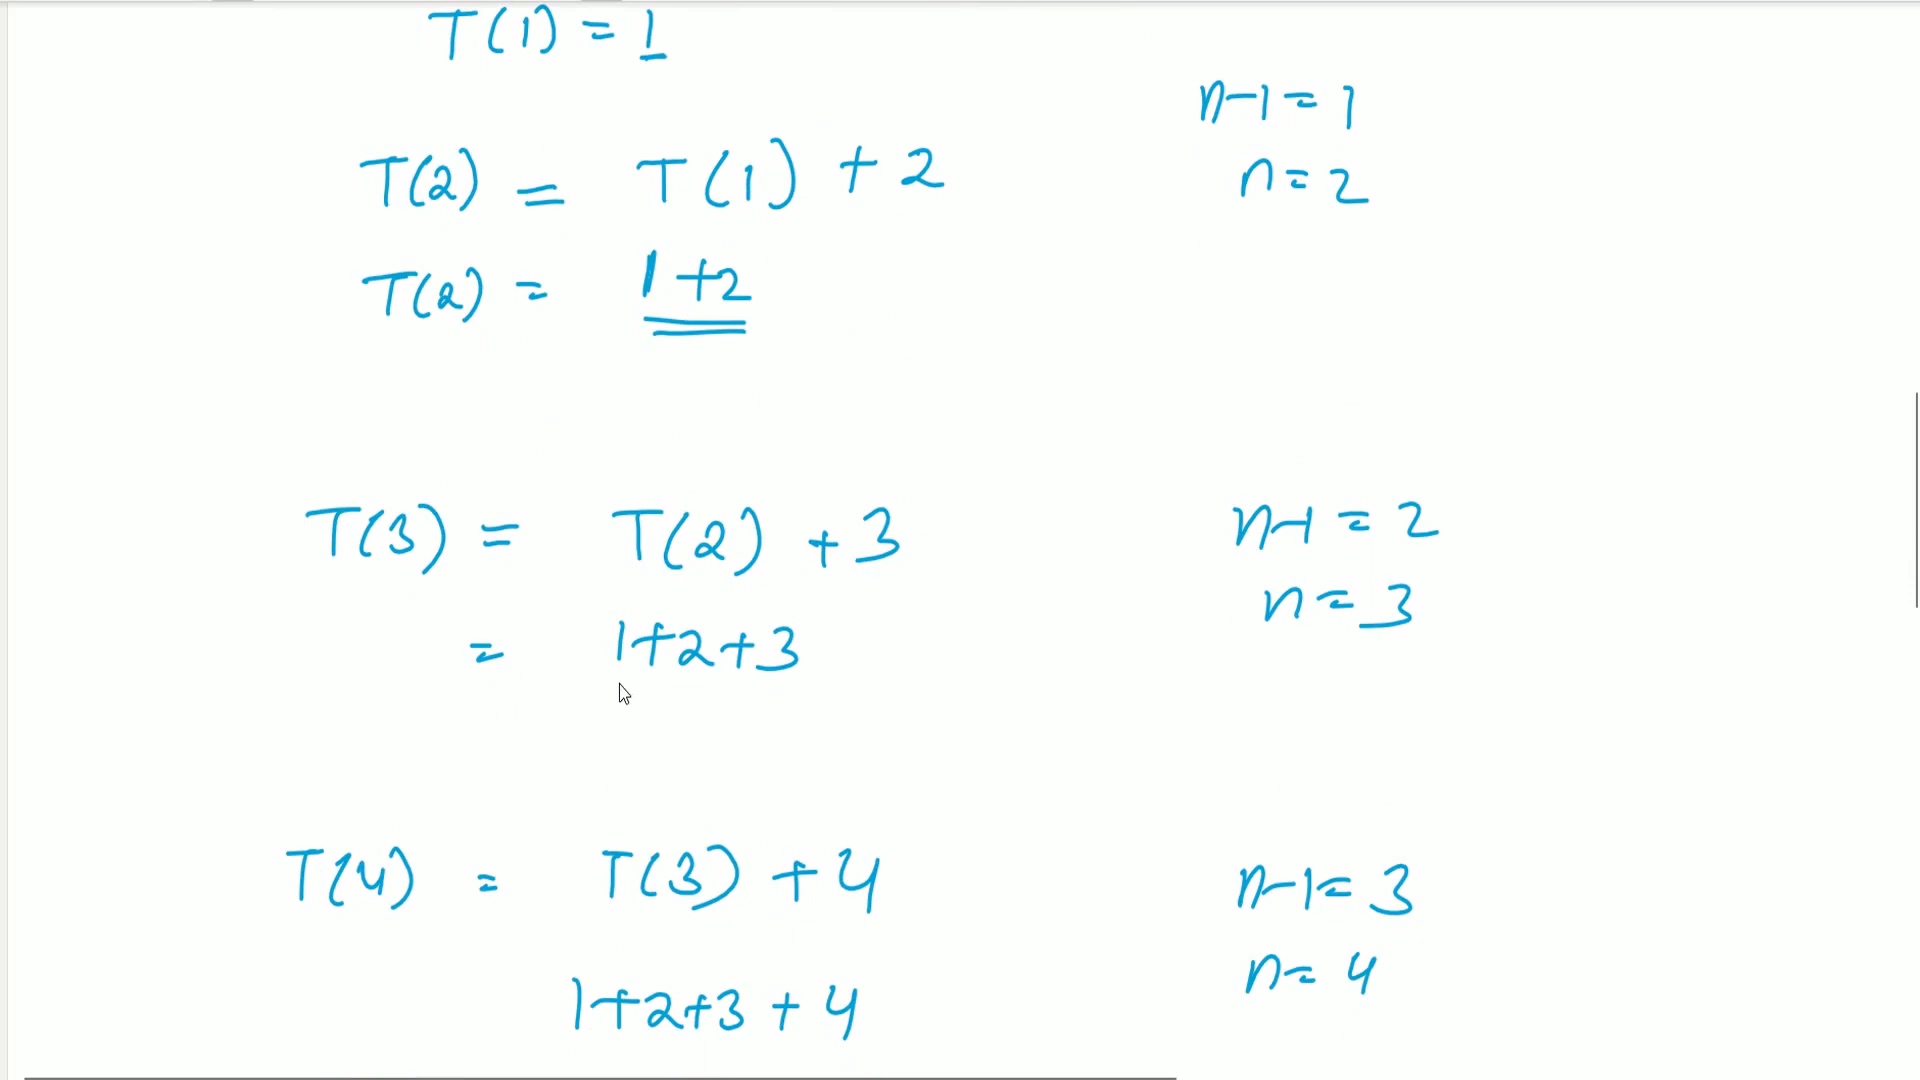 T(1) = 1
n-1 = 1
T(2) = T(1) + 2
n = 2
T(2) = 1+2
T(3) = T(2) + 3
n-1 = 2
n = 3
= 1+2+3
T(4) = T(3) + 4
n-1 = 3
n = 4
1+2+3 + 4